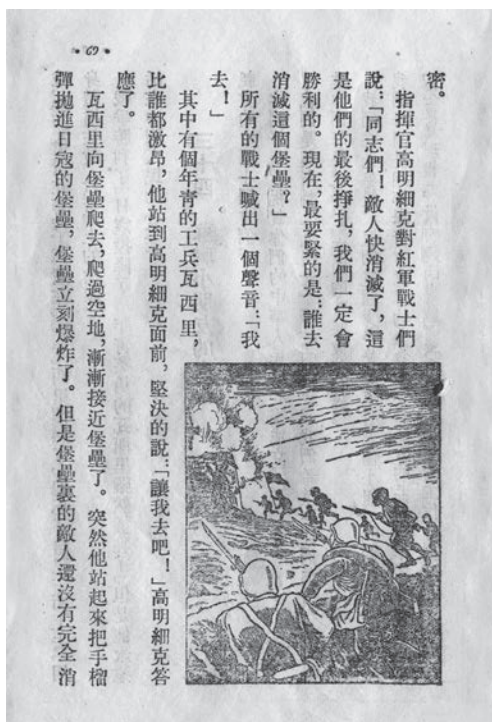 • 69 •
密。
指揮官高明細克對紅軍戰士們
說：「同志們！敵人快消滅了，這
是他們的最後掙扎，我們一定會
勝利的。現在，最要緊的是：誰去
消滅這個堡壘？」
所有的戰士喊出一個聲音：「我
去！」
其中有個年青的工兵瓦西里，
比誰都激昂，他站到高明細克面前，堅決的說：「讓我去吧！」高明細克答
應了。
瓦西里向堡壘爬去，爬過空地，漸漸接近堡壘了。突然他站起來把手榴
彈拋進日寇的堡壘，堡壘立刻爆炸了。但是堡壘裏的敵人還沒有完全消